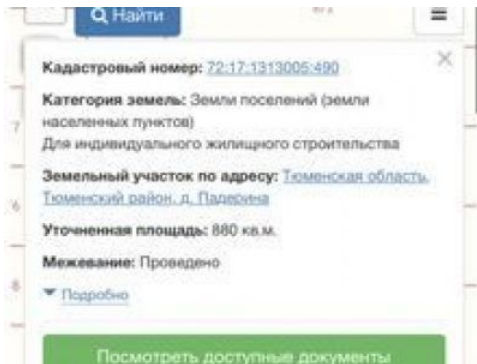 Найти
Кадастровый номер: 72:17:1313005:490
Категория земель: Земли поселений (земли
населенных пунктов)
Для индивидуального жилищного строительства
Земельный участок по адресу: Тюменская область,
Тюменский район, д. Падерина
Уточненная площадь: 880 кв.м.
Межевание: Проведено
Подробно
Посмотреть доступные документы